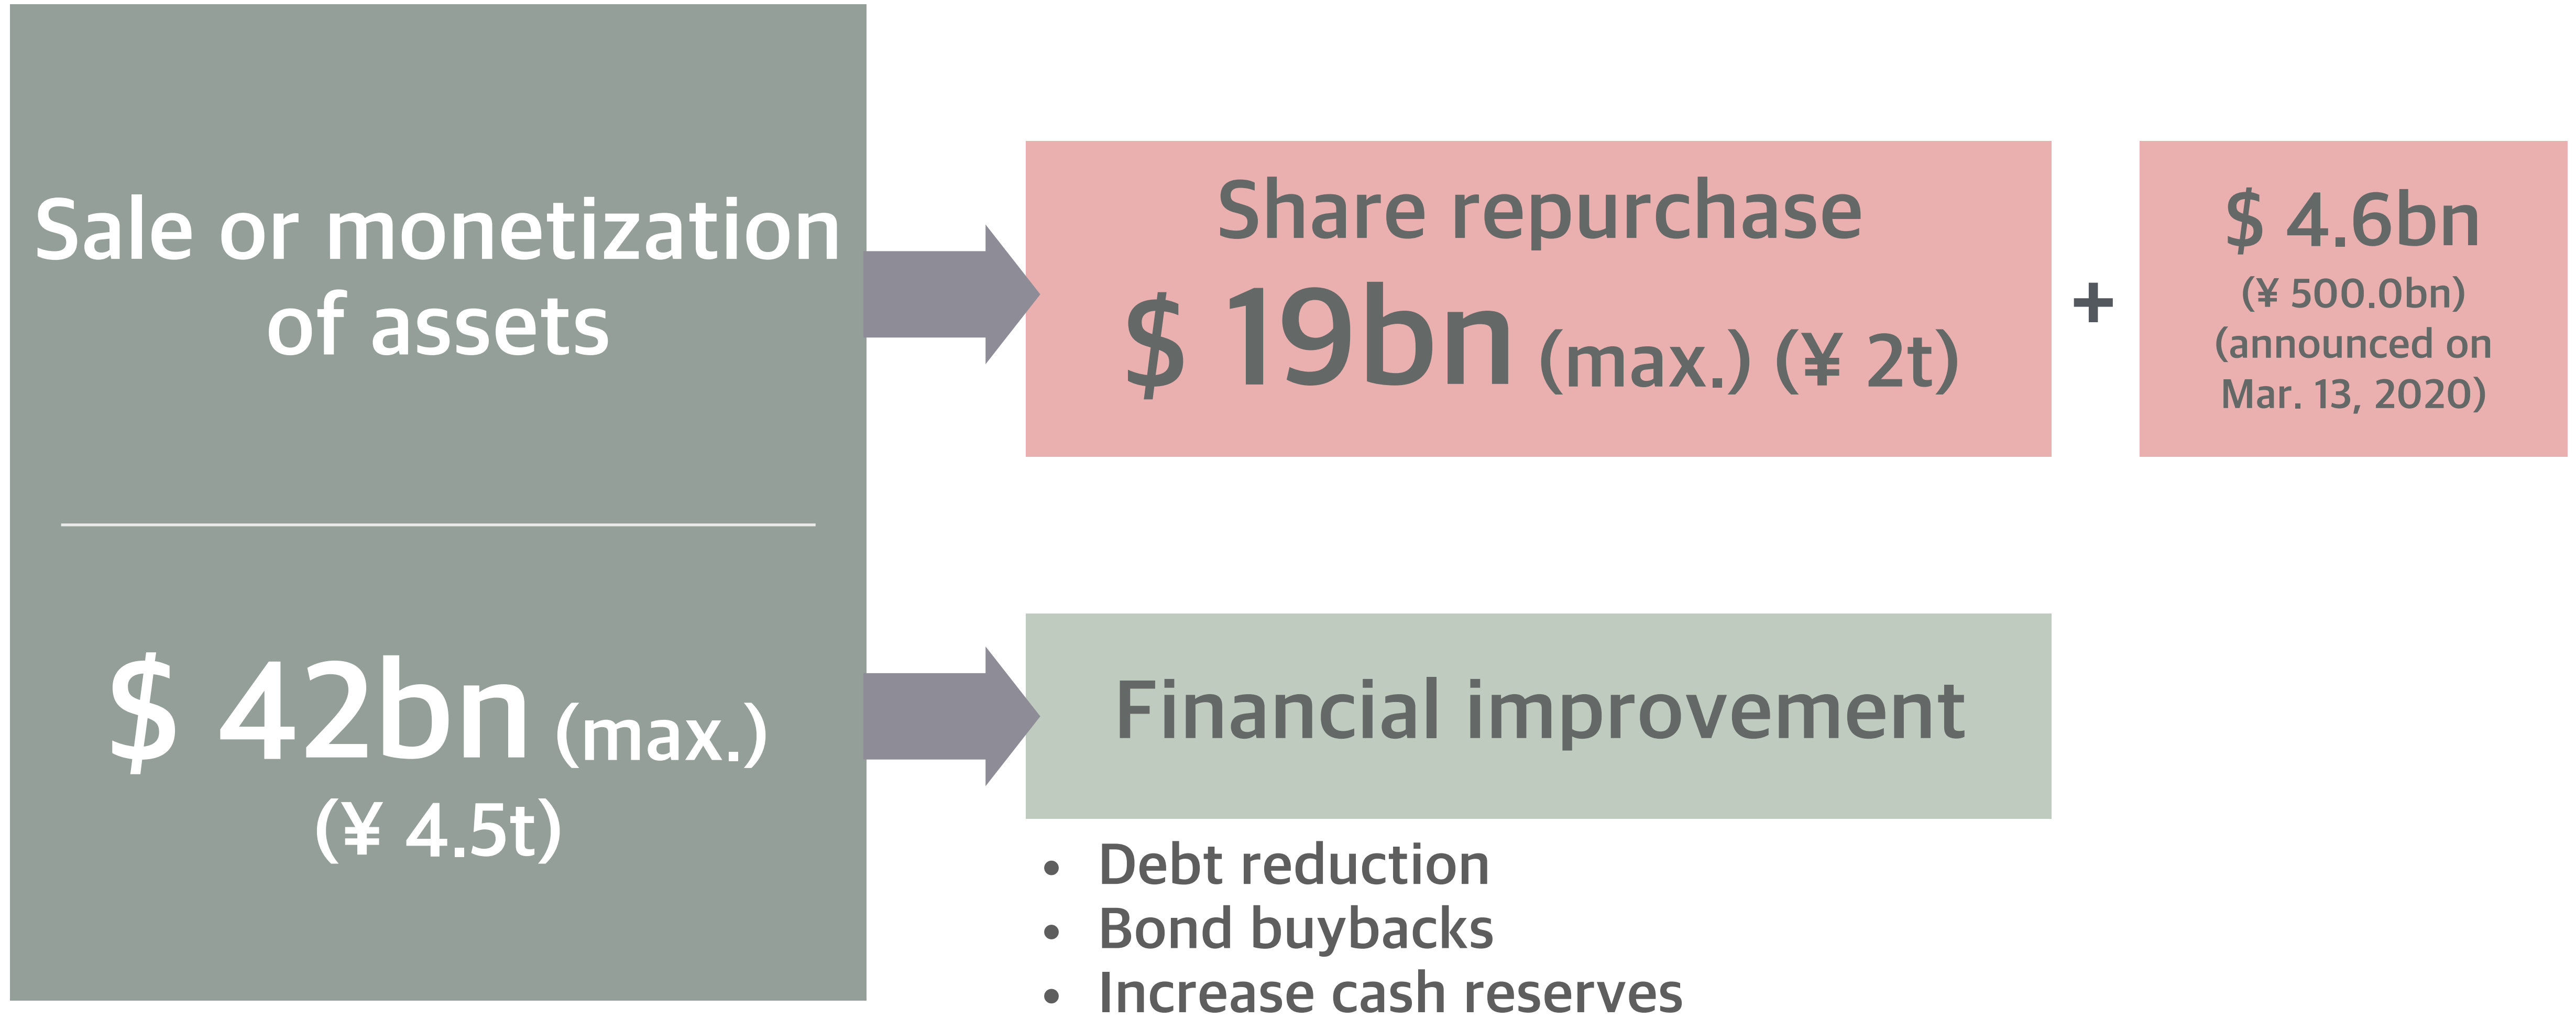 Sale or monetization
of assets
$ 42bn (max.)
(¥ 4.5t)
Share repurchase
$ 19bn (max.) (¥ 2t)
+
$ 4.6bn
(¥ 500.0bn)
(announced on
Mar. 13, 2020)
Financial improvement
• Debt reduction
• Bond buybacks
• Increase cash reserves